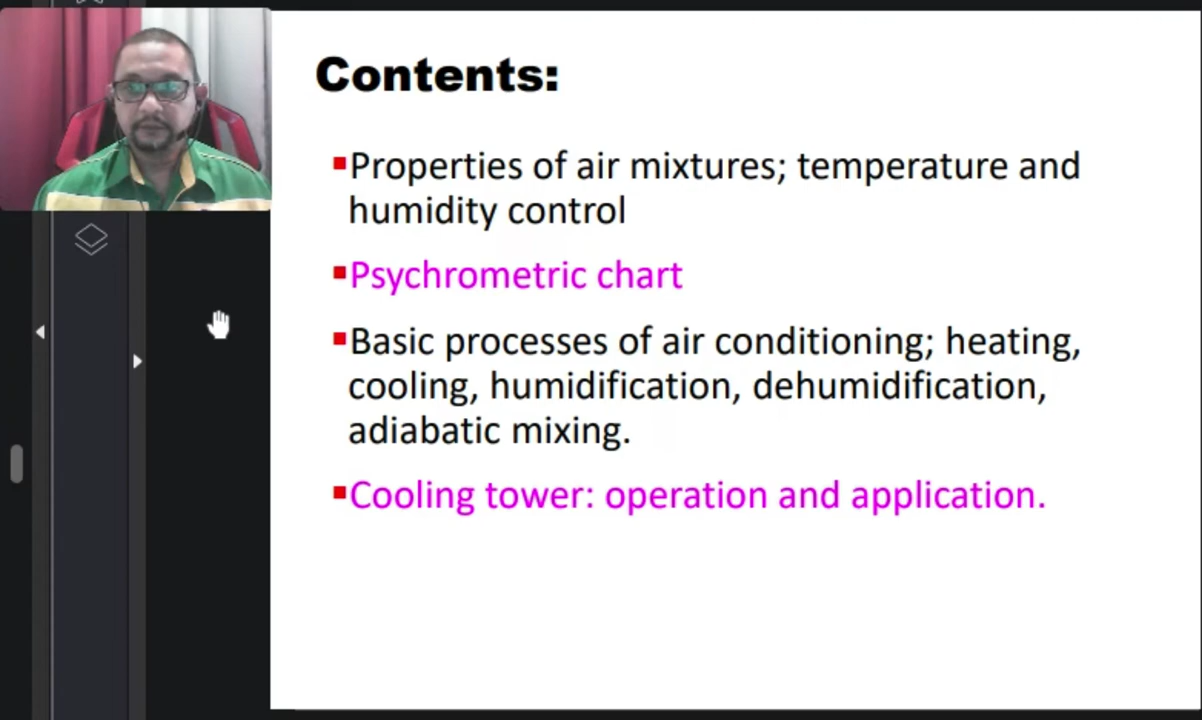 Contents:
Properties of air mixtures; temperature and
humidity control
Psychrometric chart
Basic processes of air conditioning; heating,
cooling, humidification, dehumidification,
adiabatic mixing.
Cooling tower: operation and application.